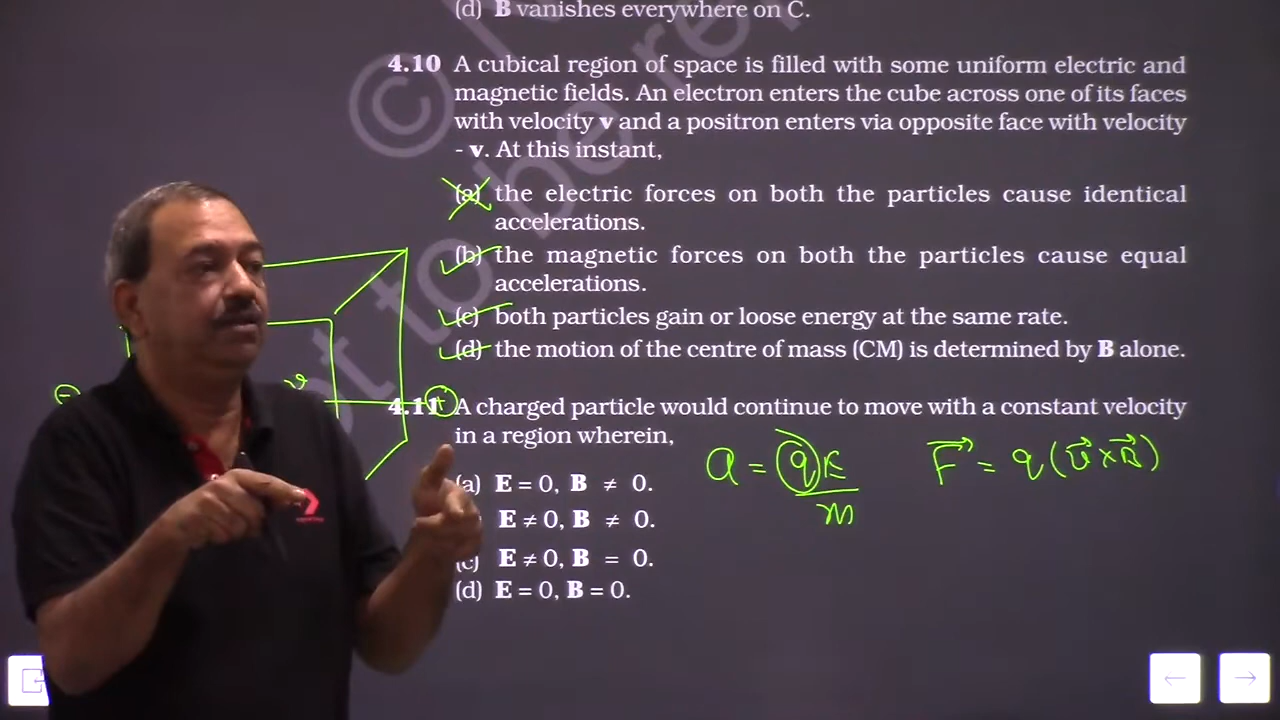 (d) B vanishes everywhere on C.
4.10 A cubical region of space is filled with some uniform electric and
magnetic fields. An electron enters the cube across one of its faces
with velocity v and a positron enters via opposite face with velocity
- v. At this instant,
(a) the electric forces on both the particles cause identical
accelerations.
(b) the magnetic forces on both the particles cause equal
accelerations.
(c) both particles gain or loose energy at the same rate.
(d) the motion of the centre of mass (CM) is determined by B alone.
4.11 A charged particle would continue to move with a constant velocity
in a region wherein,
(a) E = 0, B ≠ 0.
E ≠ 0, B ≠ 0.
(c) E ≠ 0, B = 0.
(d) E = 0, B = 0.
v
a = qE/m
F = q(v×B)